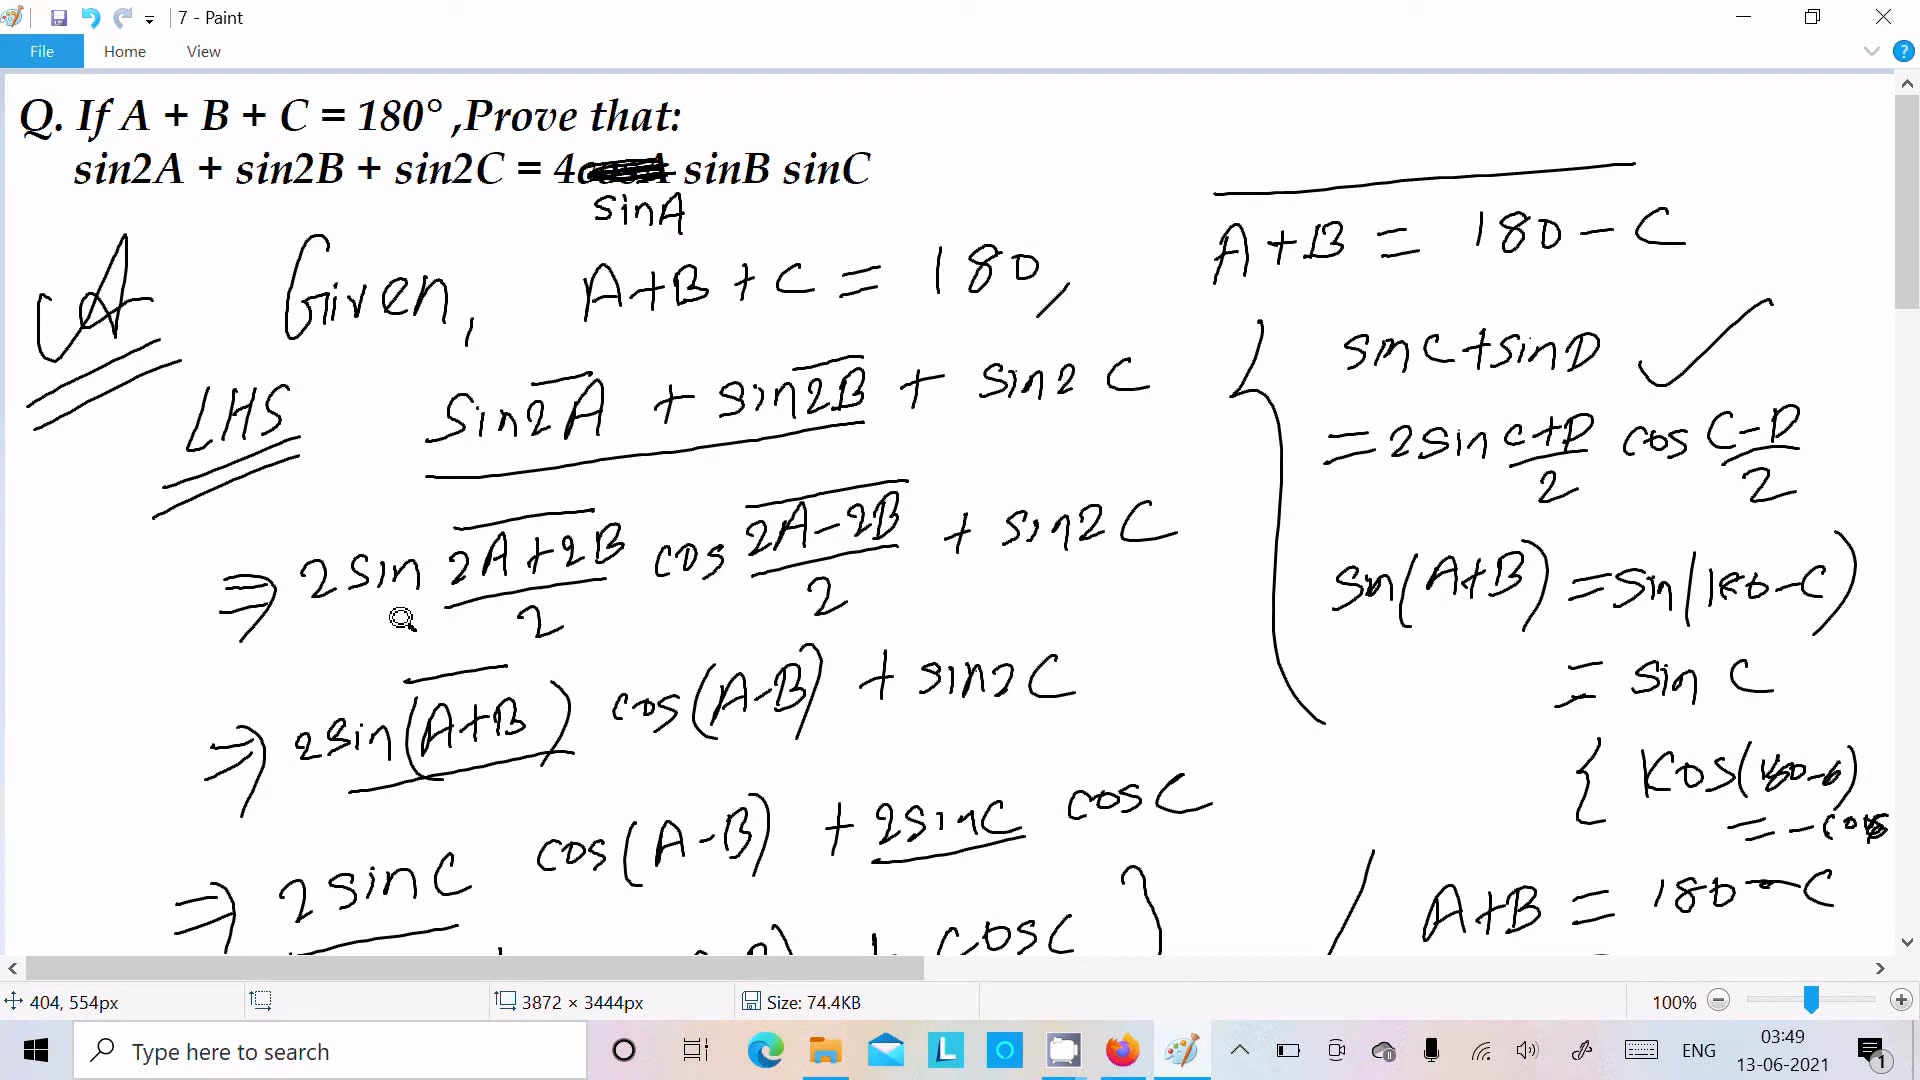 7 - Paint
File Home View
Q. If A + B + C = 180° ,Prove that:
sin2A + sin2B + sin2C = 4 sinB sinC
sinA
A Given, A+B+C = 180,
LHS sin2A + sin2B + sin2C
⇒ 2sin (2A+2B)/2 cos (2A-2B)/2 + sin2C
⇒ 2sin(A+B) cos(A-B) + sin2C
⇒ 2sinC cos(A-B) + 2sinC cosC
+ cosC }
A+B = 180-C
{ sinC+sinD
= 2sin (C+D)/2 cos (C-D)/2
sin(A+B) = sin(180-C)
= sin C
A+B = 180-C
404, 554px 3872 × 3444px Size: 74.4KB 100%
Type here to search
ENG 03:49
13-06-2021
1